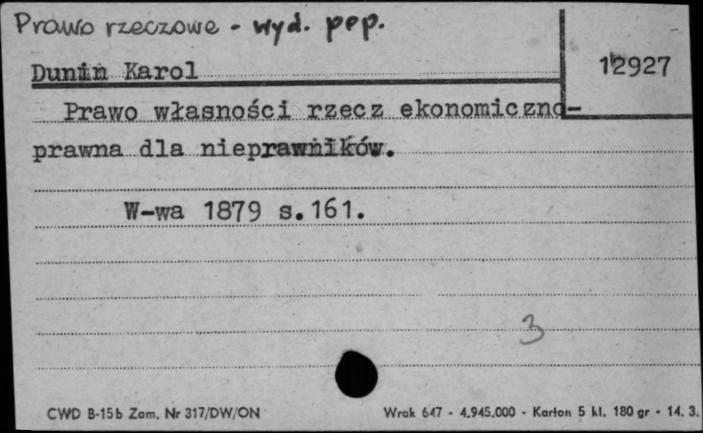 Prawo rzeczowe - wyd. pop.
12927
Dunin Karol
Prawo własności rzecz ekonomiczno-
prawna dla nieprawników.
W-wa 1879 s.161.
3
CWD B-15b Zam. Nr 317/DW/ON
Wrak 647 - 4.945.000 - Karton 5 kl. 180 gr - 14. 3.